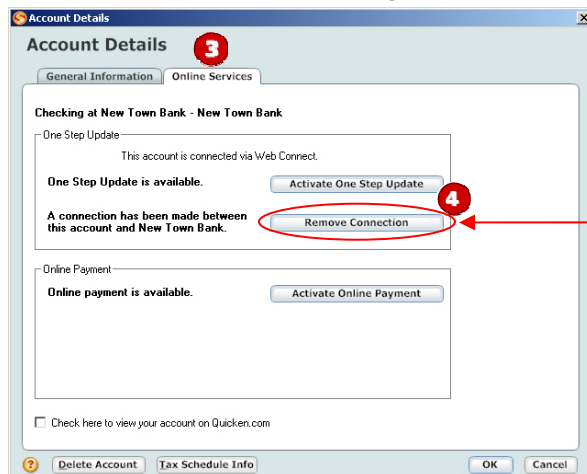 Account Details
Account Details
3
General Information
Online Services
Checking at New Town Bank - New Town Bank
One Step Update
This account is connected via Web Connect.
One Step Update is available.
Activate One Step Update
4
A connection has been made between
this account and New Town Bank.
Remove Connection
Online Payment
Online payment is available.
Activate Online Payment
Check here to view your account on Quicken.com
? Delete Account Tax Schedule Info OK Cancel